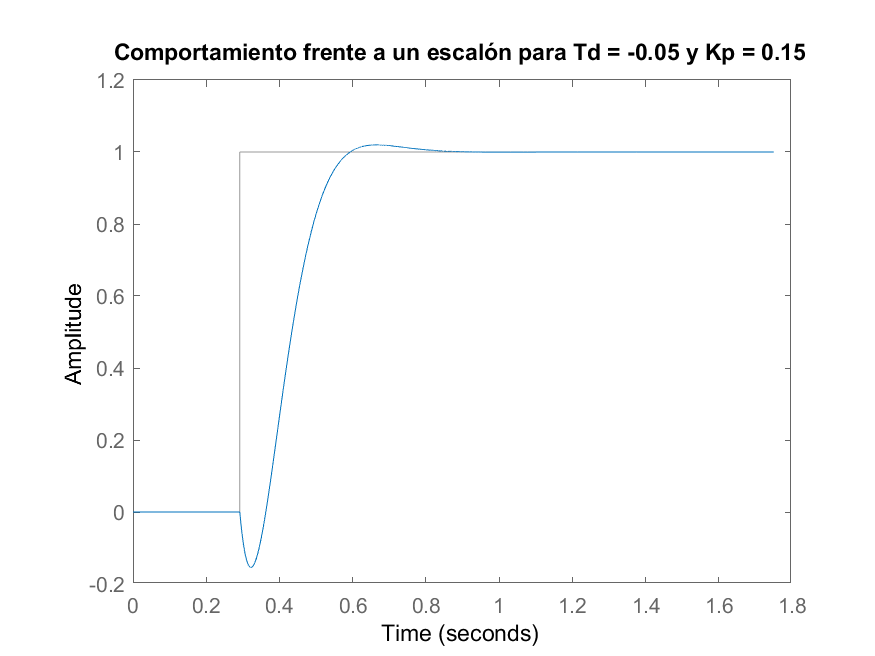 Comportamiento frente a un escalón para Td = -0.05 y Kp = 0.15
1.2
1
0.8
0.6
0.4
0.2
0
-0.2
Amplitude
0 0.2 0.4 0.6 0.8 1 1.2 1.4 1.6 1.8
Time (seconds)